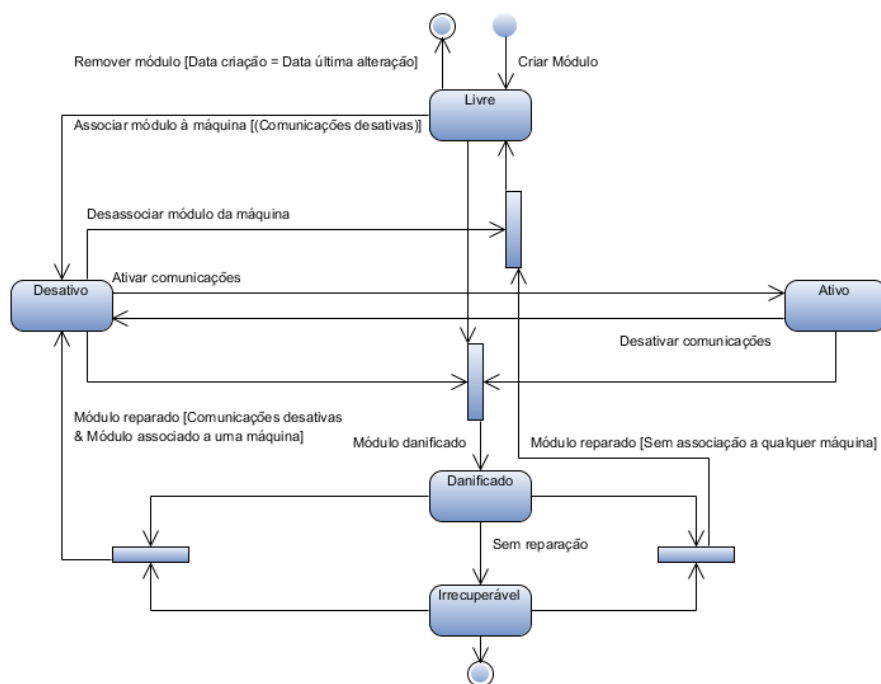 Remover módulo [Data criação = Data última alteração]
Criar Módulo
Livre
Associar módulo à máquina [(Comunicações desativas)]
Desassociar módulo da máquina
Ativar comunicações
Desativo
Ativo
Desativar comunicações
Módulo reparado [Comunicações desativas
& Módulo associado a uma máquina]
Módulo danificado
Módulo reparado [Sem associação a qualquer máquina]
Danificado
Sem reparação
Irrecuperável